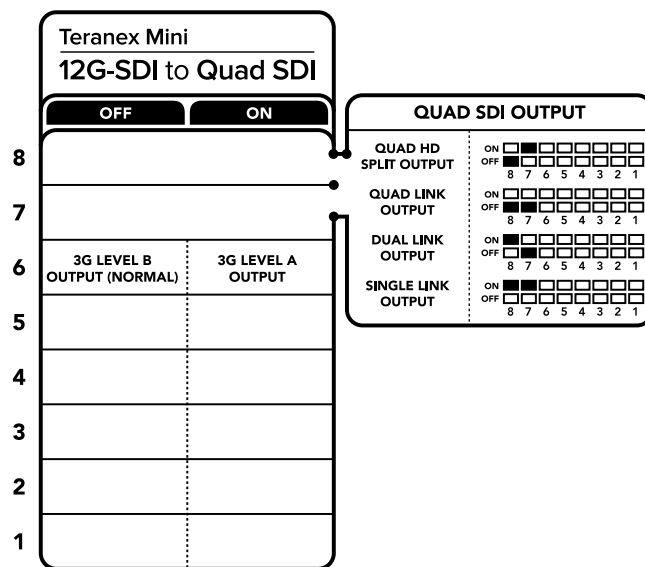 Teranex Mini
12G-SDI to Quad SDI
OFF ON
8
7
6 3G LEVEL B OUTPUT (NORMAL) 3G LEVEL A OUTPUT
5
4
3
2
1
QUAD SDI OUTPUT
QUAD HD
SPLIT OUTPUT
ON
OFF
8 7 6 5 4 3 2 1
QUAD LINK
OUTPUT
ON
OFF
8 7 6 5 4 3 2 1
DUAL LINK
OUTPUT
ON
OFF
8 7 6 5 4 3 2 1
SINGLE LINK
OUTPUT
ON
OFF
8 7 6 5 4 3 2 1